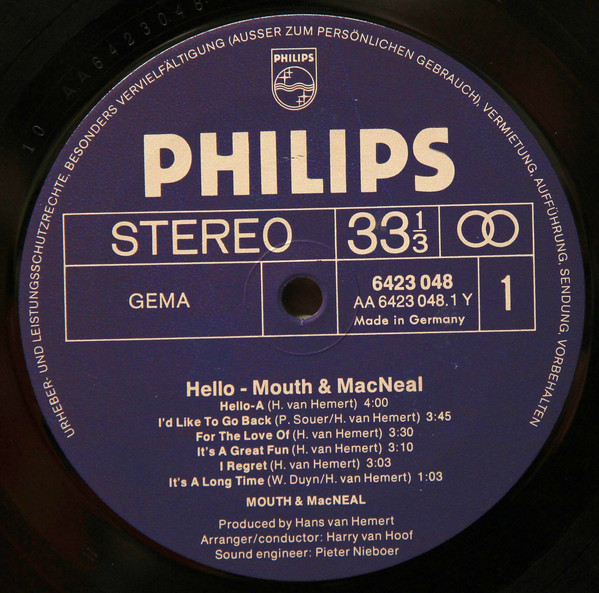 10 AA6423048
URHEBER- UND LEISTUNGSSCHUTZRECHTE, BESONDERS VERVIELFÄLTIGUNG (AUSSER ZUM PERSÖNLICHEN GEBRAUCH), VERMIETUNG, AUFFÜHRUNG, SENDUNG, VORBEHALTEN
PHILIPS
PHILIPS
STEREO 33 1/3
GEMA
6423 048
AA 6423 048.1 Y
Made in Germany
1
Hello - Mouth & MacNeal
Hello-A (H. van Hemert) 4:00
I'd Like To Go Back (P. Souer/H. van Hemert) 3:45
For The Love Of (H. van Hemert) 3:30
It's A Great Fun (H. van Hemert) 3:10
I Regret (H. van Hemert) 3:03
It's A Long Time (W. Duyn/H. van Hemert) 1:03
MOUTH & MacNEAL
Produced by Hans van Hemert
Arranger/conductor: Harry van Hoof
Sound engineer: Pieter Nieboer